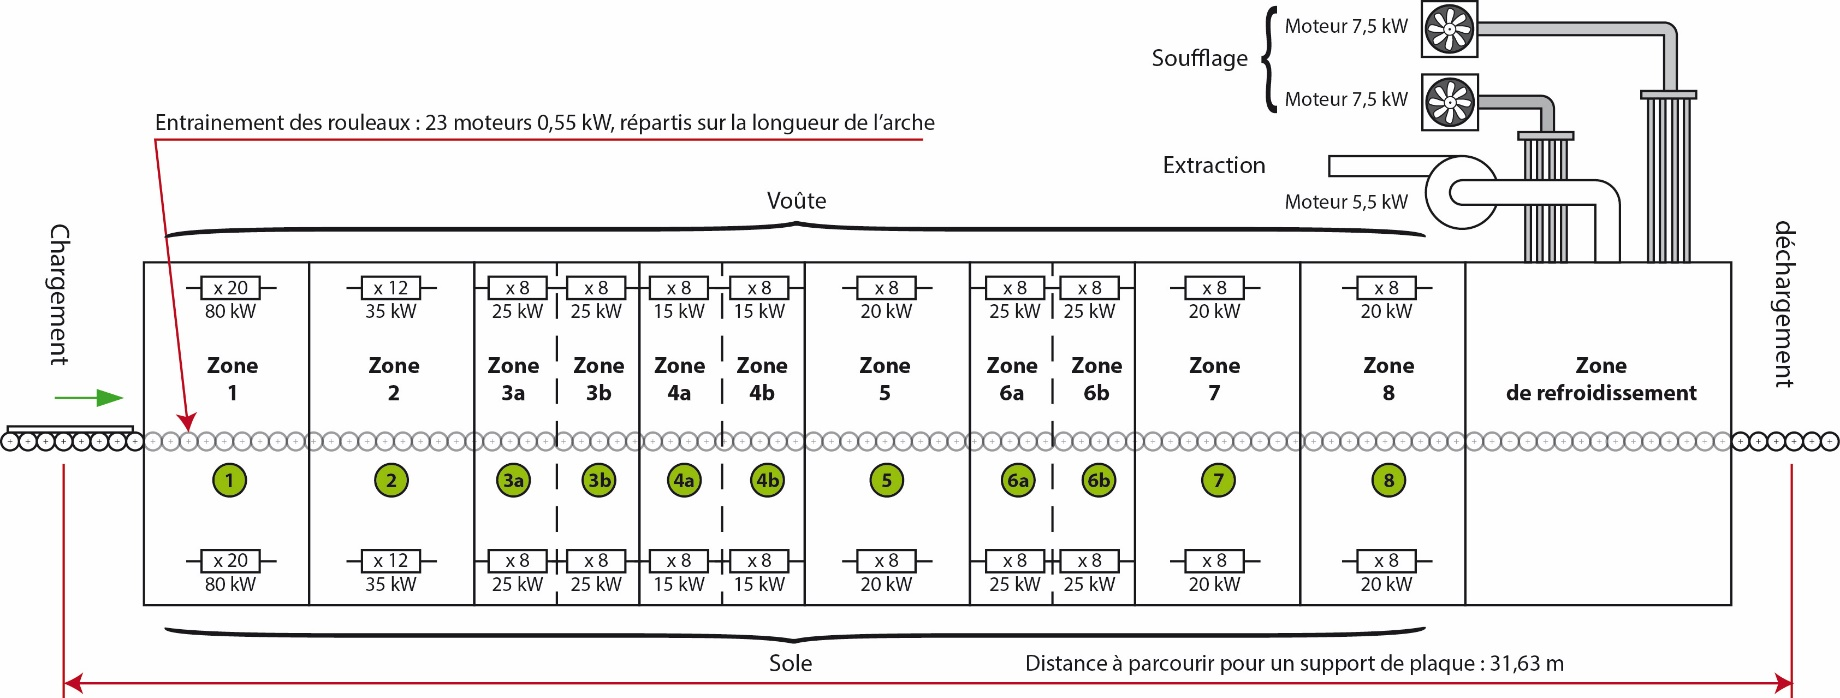 Moteur 7,5 kW
Soufflage
Moteur 7,5 kW
Entrainement des rouleaux : 23 moteurs 0,55 kW, répartis sur la longueur de l’arche
Extraction
Moteur 5,5 kW
Voûte
Chargement
déchargement
x 20 x 12 x 8 x 8 x 8 x 8 x 8 x 8 x 8 x 8 x 8
80 kW 35 kW 25 kW 25 kW 15 kW 15 kW 20 kW 25 kW 25 kW 20 kW 20 kW
Zone Zone Zone Zone Zone Zone Zone Zone Zone Zone Zone Zone
1 2 3a 3b 4a 4b 5 6a 6b 7 8 de refroidissement
1 2 3a 3b 4a 4b 5 6a 6b 7 8
x 20 x 12 x 8 x 8 x 8 x 8 x 8 x 8 x 8 x 8 x 8
80 kW 35 kW 25 kW 25 kW 15 kW 15 kW 20 kW 25 kW 25 kW 20 kW 20 kW
Sole
Distance à parcourir pour un support de plaque : 31,63 m